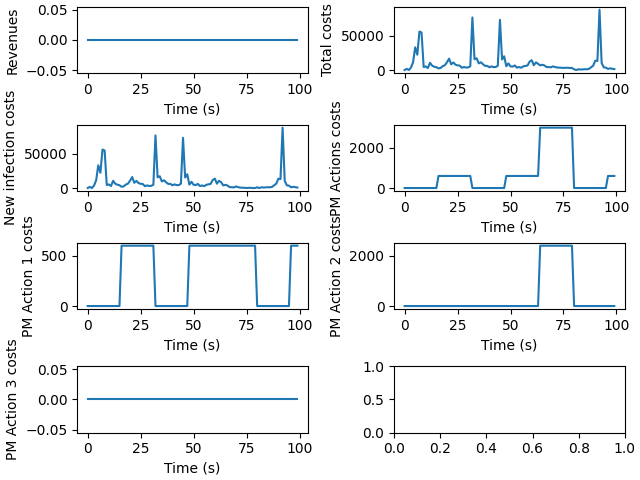 Revenues
0.05
0.00
−0.05
0 25 50 75 100
Time (s)
Total costs
50000
0
0 25 50 75 100
Time (s)
New infection costs
50000
0
0 25 50 75 100
Time (s)
PM Actions costs
2000
0
0 25 50 75 100
Time (s)
PM Action 1 costs
500
0
0 25 50 75 100
Time (s)
PM Action 2 costs
2000
0
0 25 50 75 100
Time (s)
PM Action 3 costs
0.05
0.00
−0.05
0 25 50 75 100
Time (s)
1.0
0.5
0.0
0.0 0.2 0.4 0.6 0.8 1.0